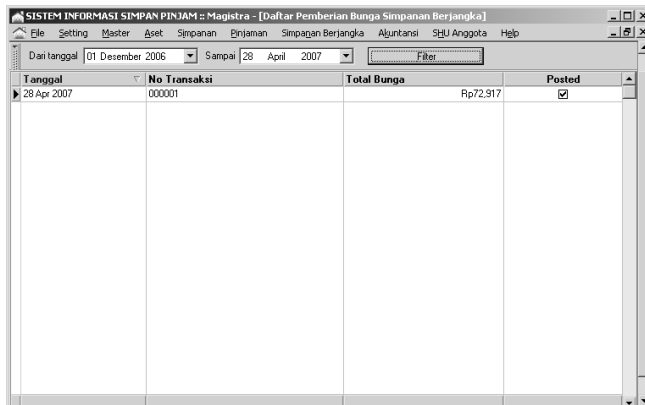 SISTEM INFORMASI SIMPAN PINJAM :: Magistra - [Daftar Pemberian Bunga Simpanan Berjangka]
File Setting Master Aset Simpanan Pinjaman Simpanan Berjangka Akuntansi SHU Anggota Help
Dari tanggal 01 Desember 2006 Sampai 28 April 2007 Filter
Tanggal No Transaksi Total Bunga Posted
28 Apr 2007 000001 Rp72,917